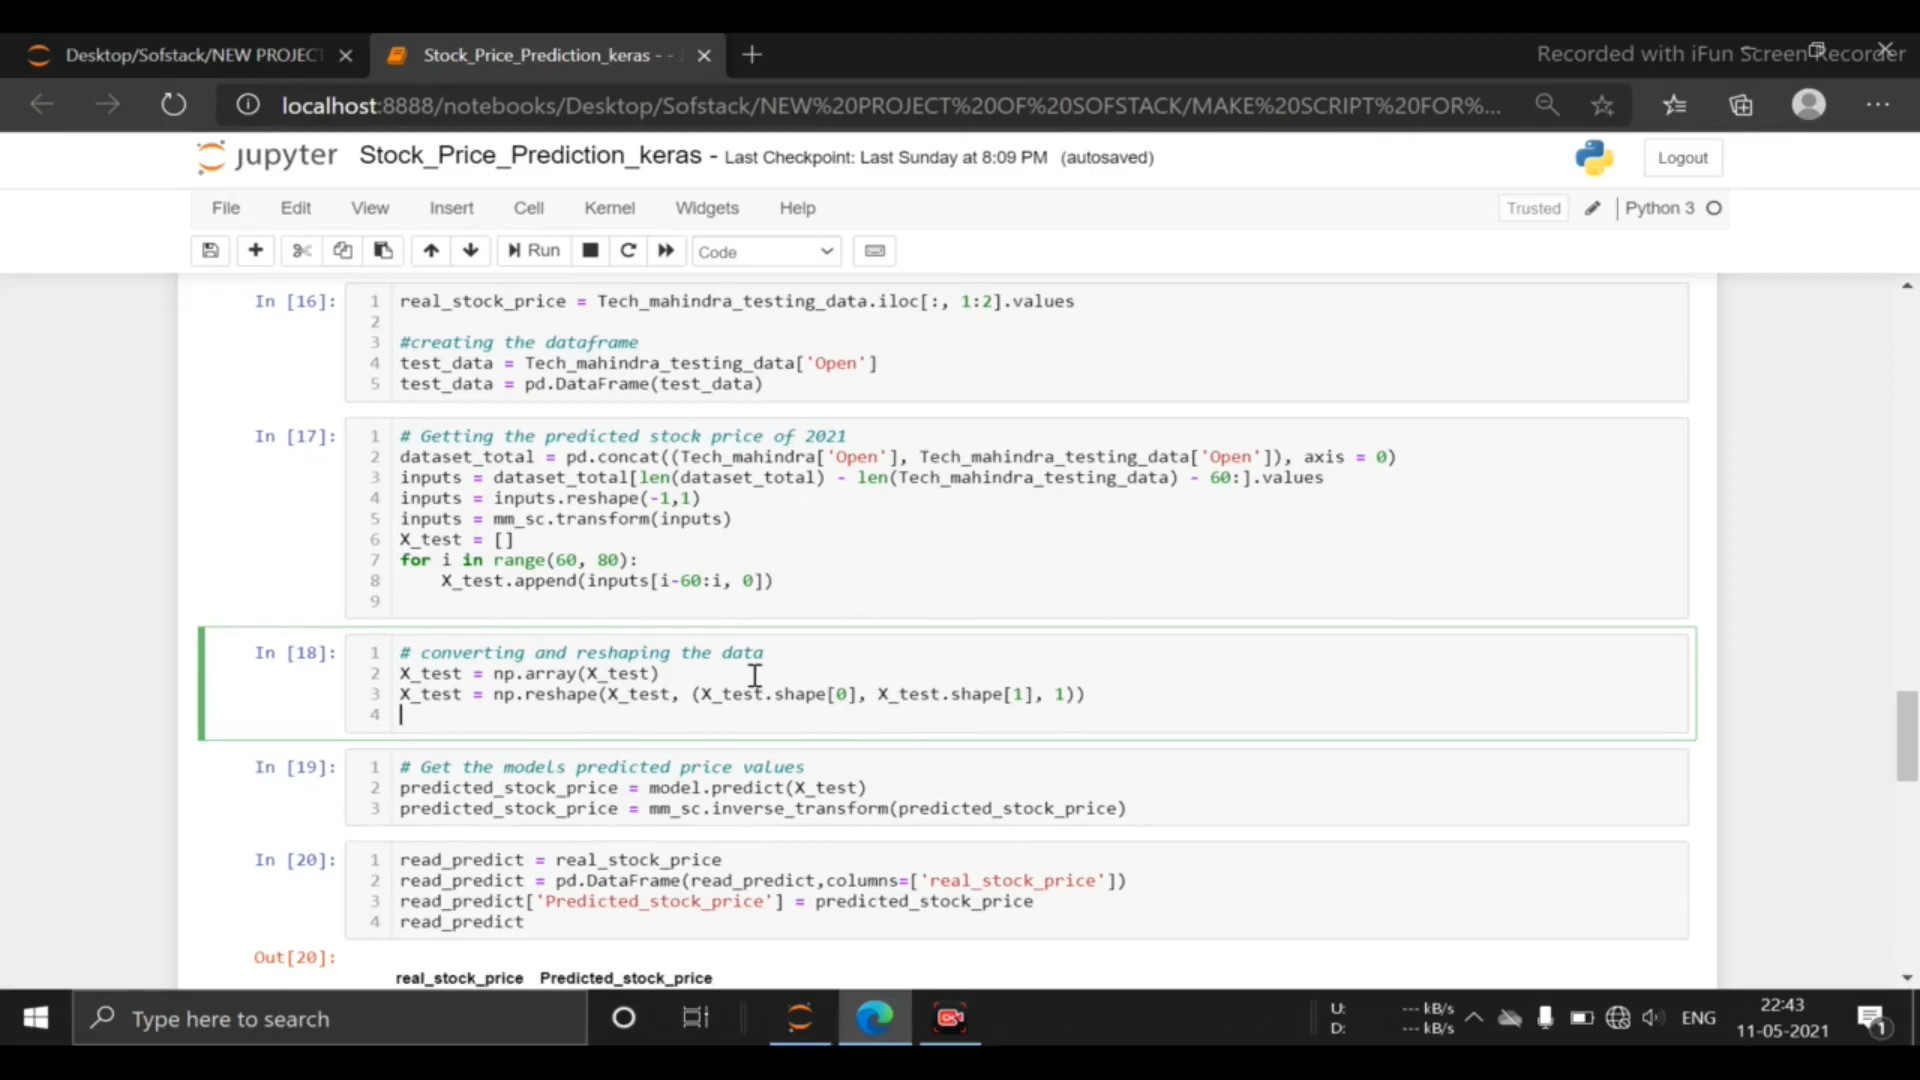 Desktop/Sofstack/NEW PROJECT
Stock_Price_Prediction_keras - -
Recorded with iFun Screen Recorder
localhost:8888/notebooks/Desktop/Sofstack/NEW%20PROJECT%20OF%20SOFSTACK/MAKE%20SCRIPT%20FOR%...
jupyter Stock_Price_Prediction_keras - Last Checkpoint: Last Sunday at 8:09 PM (autosaved)
Logout
File Edit View Insert Cell Kernel Widgets Help
Trusted Python 3
Run Code
In [16]:
1 real_stock_price = Tech_mahindra_testing_data.iloc[:, 1:2].values
2
3 #creating the dataframe
4 test_data = Tech_mahindra_testing_data['Open']
5 test_data = pd.DataFrame(test_data)
In [17]:
1 # Getting the predicted stock price of 2021
2 dataset_total = pd.concat((Tech_mahindra['Open'], Tech_mahindra_testing_data['Open']), axis = 0)
3 inputs = dataset_total[len(dataset_total) - len(Tech_mahindra_testing_data) - 60:].values
4 inputs = inputs.reshape(-1,1)
5 inputs = mm_sc.transform(inputs)
6 X_test = []
7 for i in range(60, 80):
8 X_test.append(inputs[i-60:i, 0])
9
In [18]:
1 # converting and reshaping the data
2 X_test = np.array(X_test)
3 X_test = np.reshape(X_test, (X_test.shape[0], X_test.shape[1], 1))
4
In [19]:
1 # Get the models predicted price values
2 predicted_stock_price = model.predict(X_test)
3 predicted_stock_price = mm_sc.inverse_transform(predicted_stock_price)
In [20]:
1 read_predict = real_stock_price
2 read_predict = pd.DataFrame(read_predict,columns=['real_stock_price'])
3 read_predict['Predicted_stock_price'] = predicted_stock_price
4 read_predict
Out[20]:
real_stock_price Predicted_stock_price
Type here to search
U: --- kB/s
D: --- kB/s
ENG
22:43
11-05-2021
1